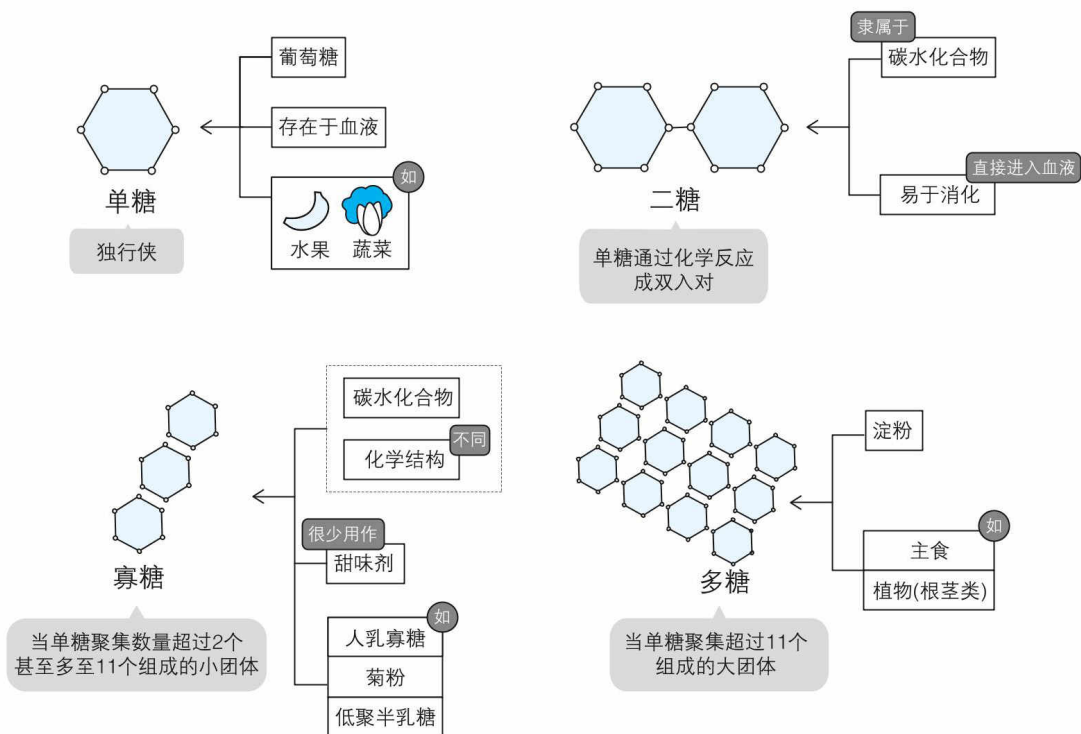 葡萄糖
存在于血液
如
水果 蔬菜
单糖
独行侠
隶属于
碳水化合物
直接进入血液
易于消化
二糖
单糖通过化学反应
成双入对
碳水化合物
不同
化学结构
很少用作
甜味剂
如
人乳寡糖
菊粉
低聚半乳糖
寡糖
当单糖聚集数量超过2个
甚至多至11个组成的小团体
淀粉
如
主食
植物(根茎类)
多糖
当单糖聚集超过11个
组成的大团体